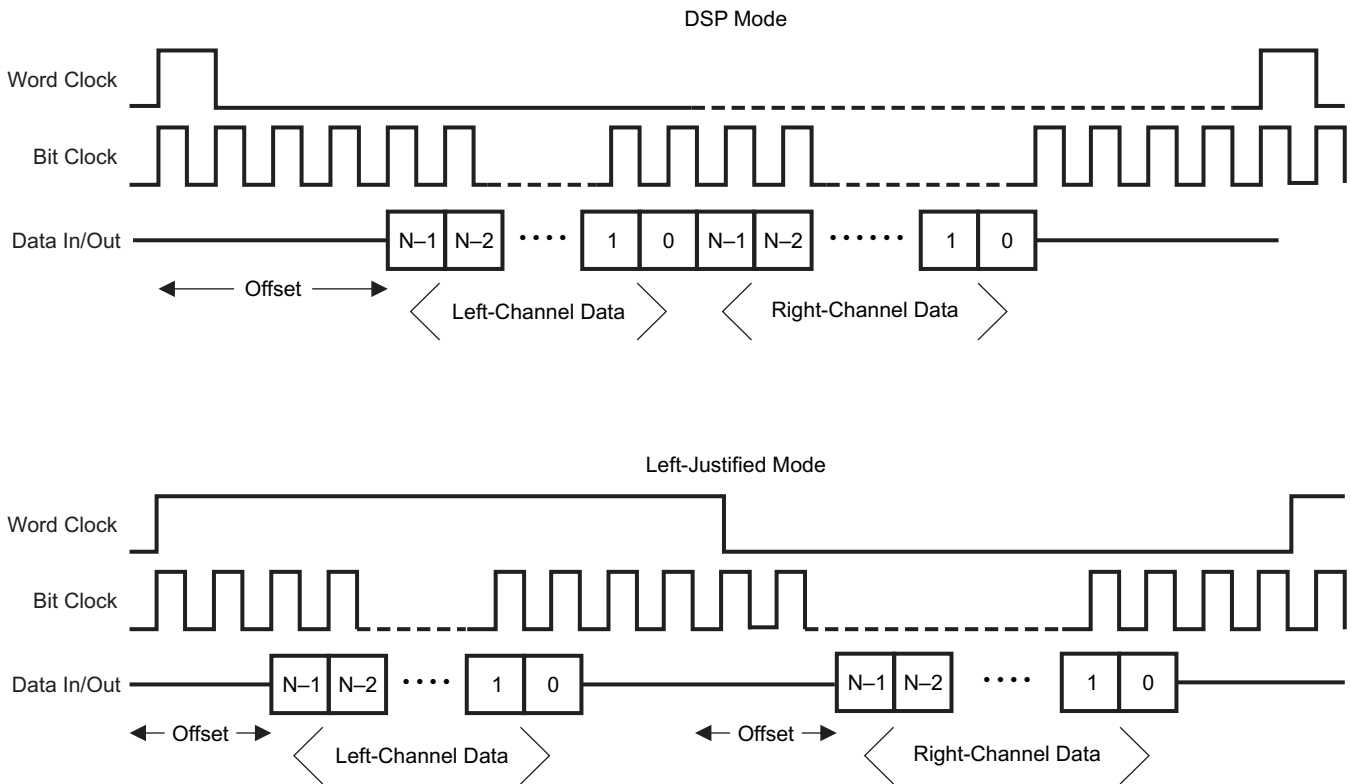 DSP Mode
Word Clock
Bit Clock
Data In/Out N–1 N–2 •••• 1 0 N–1 N–2 •••••• 1 0
Offset
Left-Channel Data Right-Channel Data
Left-Justified Mode
Word Clock
Bit Clock
Data In/Out N–1 N–2 •••• 1 0 N–1 N–2 •••• 1 0
Offset Left-Channel Data Offset Right-Channel Data